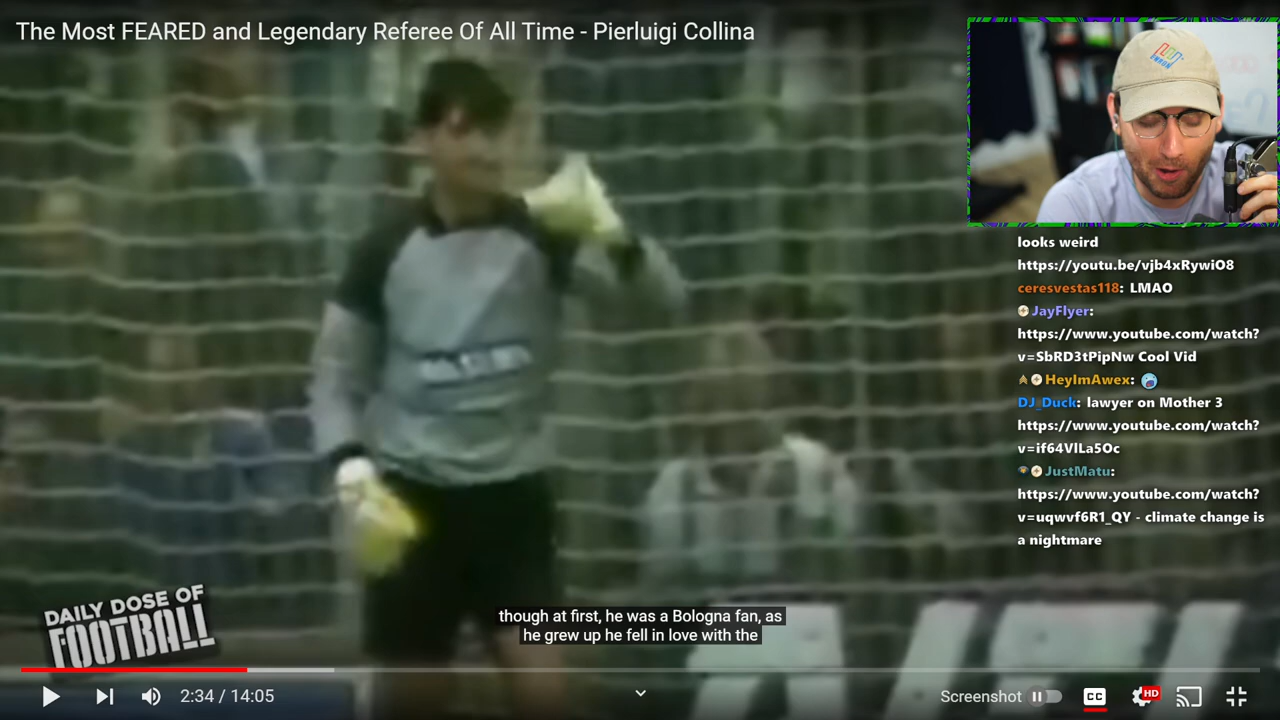 The Most FEARED and Legendary Referee Of All Time - Pierluigi Collina
looks weird
https://youtu.be/vjb4xRywiO8
ceresvestas118: LMAO
JayFlyer:
https://www.youtube.com/watch?
v=SbRD3tPipNw Cool Vid
HeyImAwex:
DJ_Duck: lawyer on Mother 3
https://www.youtube.com/watch?
v=if64VlLa5Oc
JustMatu:
https://www.youtube.com/watch?
v=uqwvf6R1_QY - climate change is
a nightmare
DAILY DOSE OF
FOOTBALL
though at first, he was a Bologna fan, as
he grew up he fell in love with the
2:34 / 14:05
Screenshot
CC
HD